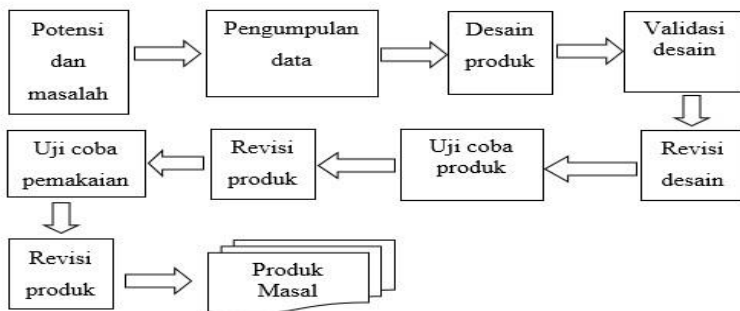 Potensi
dan
masalah
Pengumpulan
data
Desain
produk
Validasi
desain
Revisi
desain
Uji coba
produk
Revisi
produk
Uji coba
pemakaian
Revisi
produk
Produk
Masal